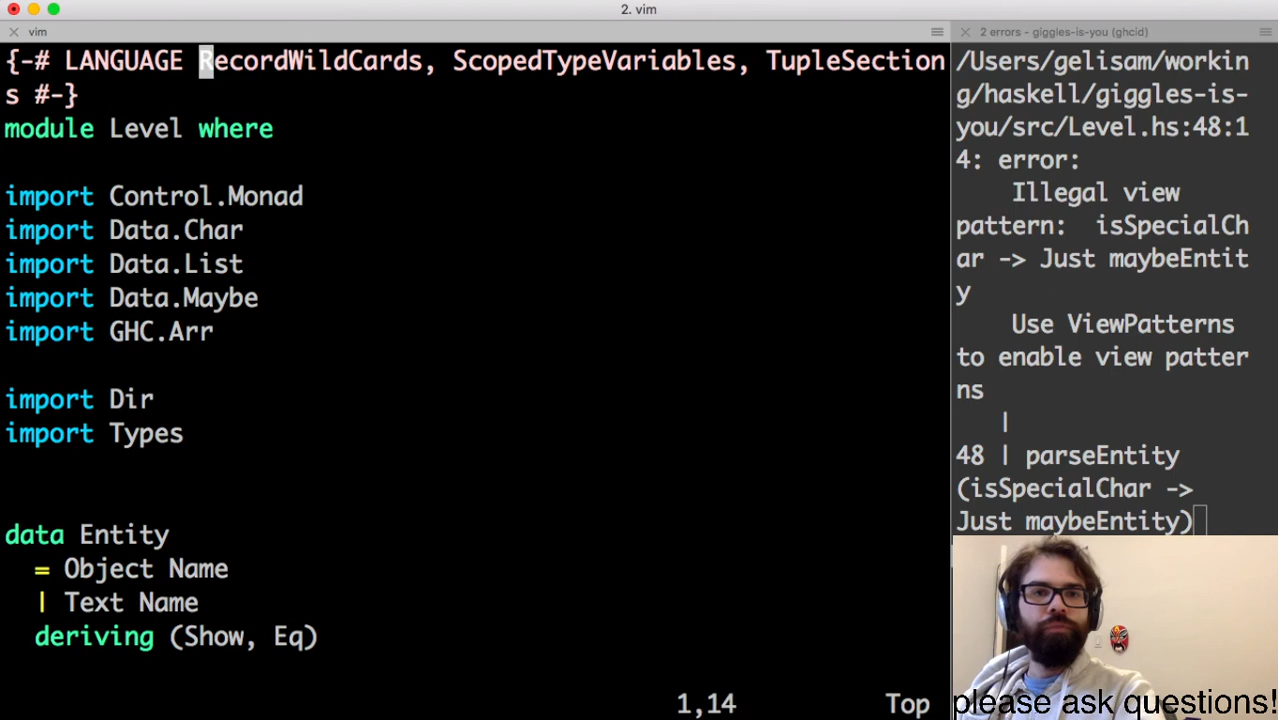 2. vim
vim
2 errors - giggles-is-you (ghcid)
{-# LANGUAGE RecordWildCards, ScopedTypeVariables, TupleSection
s #-}
module Level where
import Control.Monad
import Data.Char
import Data.List
import Data.Maybe
import GHC.Arr
import Dir
import Types
data Entity
= Object Name
| Text Name
deriving (Show, Eq)
1,14 Top
/Users/gelisam/workin
g/haskell/giggles-is-
you/src/Level.hs:48:1
4: error:
Illegal view
pattern:  isSpecialCh
ar -> Just maybeEntit
y
Use ViewPatterns
to enable view patter
ns
|
48 | parseEntity
(isSpecialChar ->
Just maybeEntity)
please ask questions!